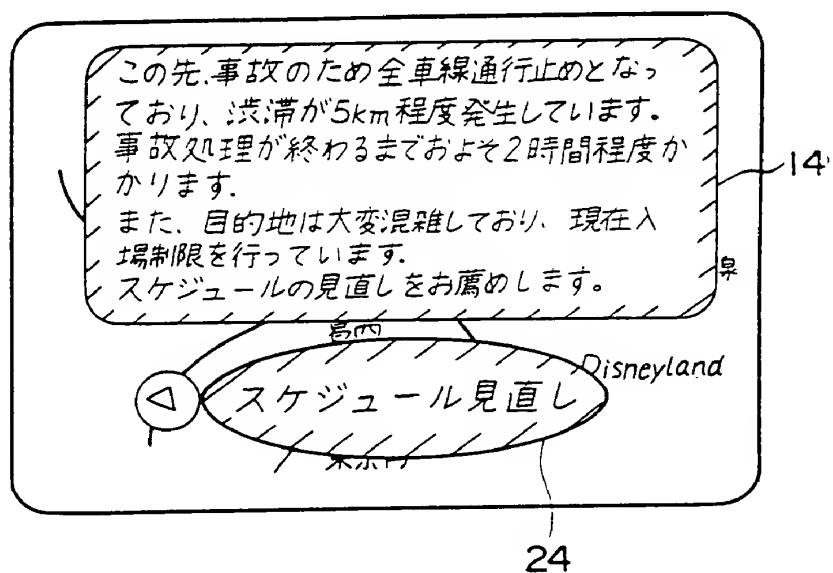 この先、事故のため全車線通行止めとなっ
ており、渋滞が5km程度発生しています。
事故処理が終わるまでおよそ2時間程度か
かります.
また、目的地は大変混雑しており、現在入
場制限を行っています.
スケジュールの見直しをお薦めします。
14'
葛西
Disneyland
スケジュール見直し
24